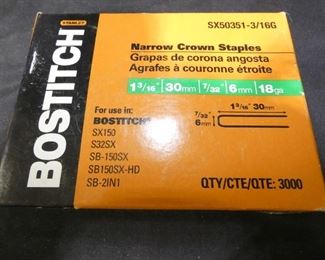 STANLEY
BOSTITCH
SX50351-3/16G
Narrow Crown Staples
Grapas de corona angosta
Agrafes à couronne étroite
1 3/16" 30mm 7/32" 6mm 18ga
For use in:
BOSTITCH
SX150
S32SX
SB-150SX
SB150SX-HD
SB-2IN1
1 3/16" 30mm
7/32"
6mm
QTY/CTE/QTE: 3000